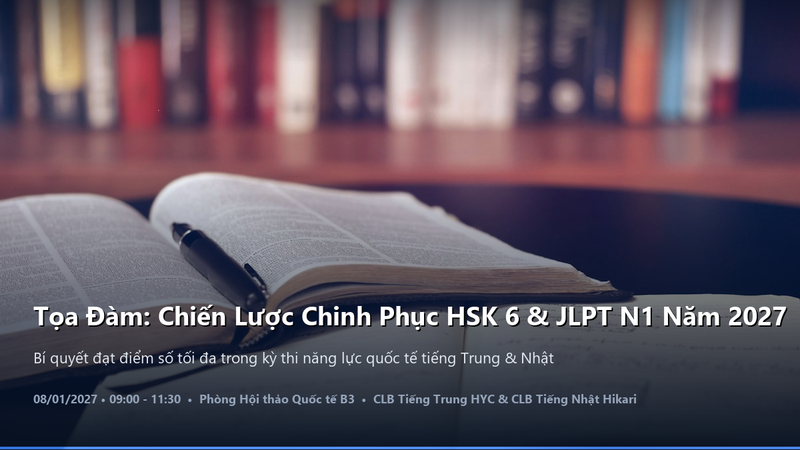 Tọa Đàm: Chiến Lược Chinh Phục HSK 6 & JLPT N1 Năm 2027
Bí quyết đạt điểm số tối đa trong kỳ thi năng lực quốc tế tiếng Trung & Nhật
08/01/2027 • 09:00 - 11:30 • Phòng Hội thảo Quốc tế B3 • CLB Tiếng Trung HYC & CLB Tiếng Nhật Hikari